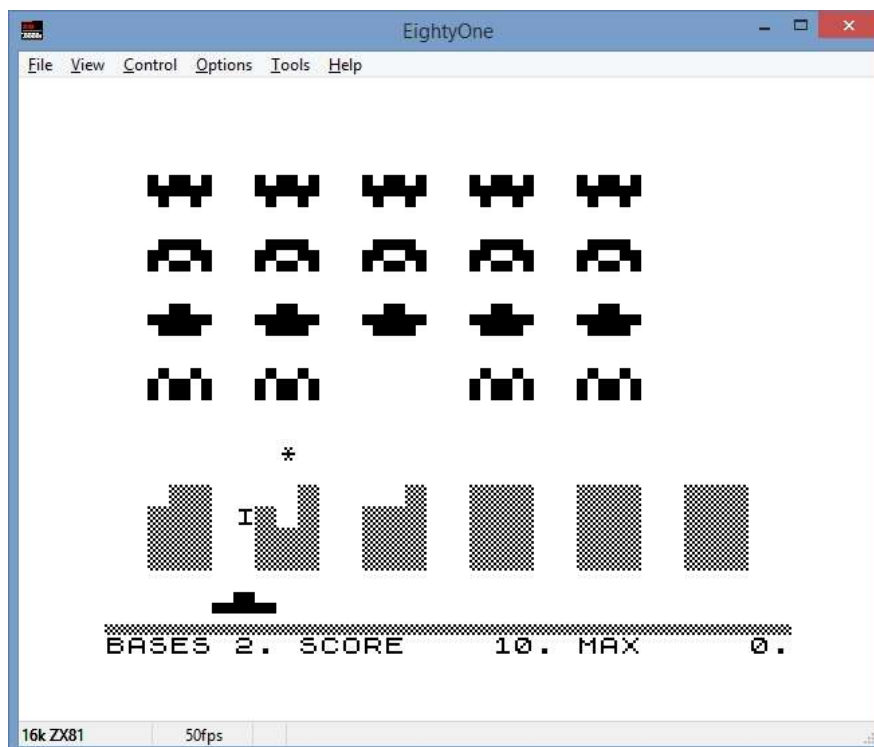 EightyOne
File View Control Options Tools Help
*
I
BASES 2. SCORE 10. MAX 0.
16k ZX81 50fps